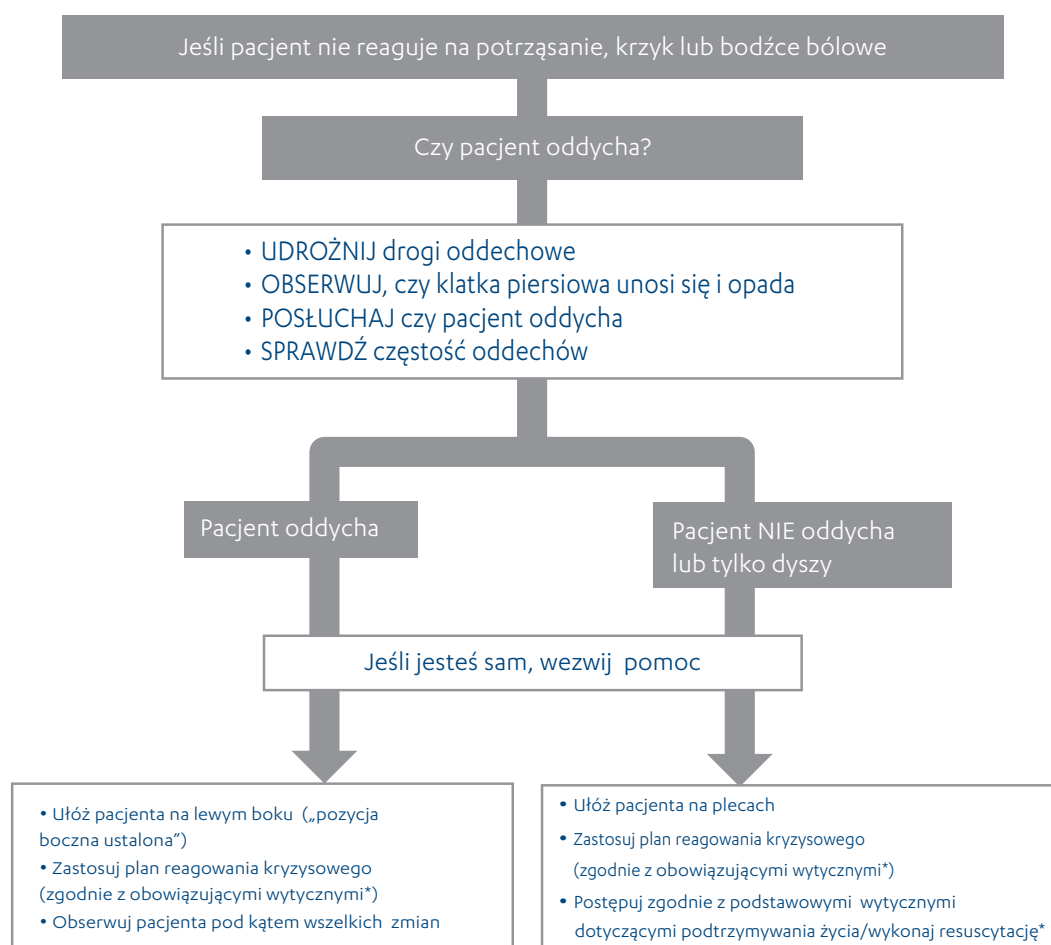 Jeśli pacjent nie reaguje na potrząsanie, krzyk lub bodźce bólowe
Czy pacjent oddycha?
• UDROŻNIJ drogi oddechowe
• OBSERWUJ, czy klatka piersiowa unosi się i opada
• POSŁUCHAJ czy pacjent oddycha
• SPRAWDŹ częstość oddechów
Pacjent oddycha
Pacjent NIE oddycha
lub tylko dyszy
Jeśli jesteś sam, wezwij pomoc
• Ułóż pacjenta na lewym boku („pozycja
boczna ustalona”)
• Zastosuj plan reagowania kryzysowego
(zgodnie z obowiązującymi wytycznymi*)
• Obserwuj pacjenta pod kątem wszelkich zmian
• Ułóż pacjenta na plecach
• Zastosuj plan reagowania kryzysowego
(zgodnie z obowiązującymi wytycznymi*)
• Postępuj zgodnie z podstawowymi wytycznymi
dotyczącymi podtrzymywania życia/wykonaj resuscytację*